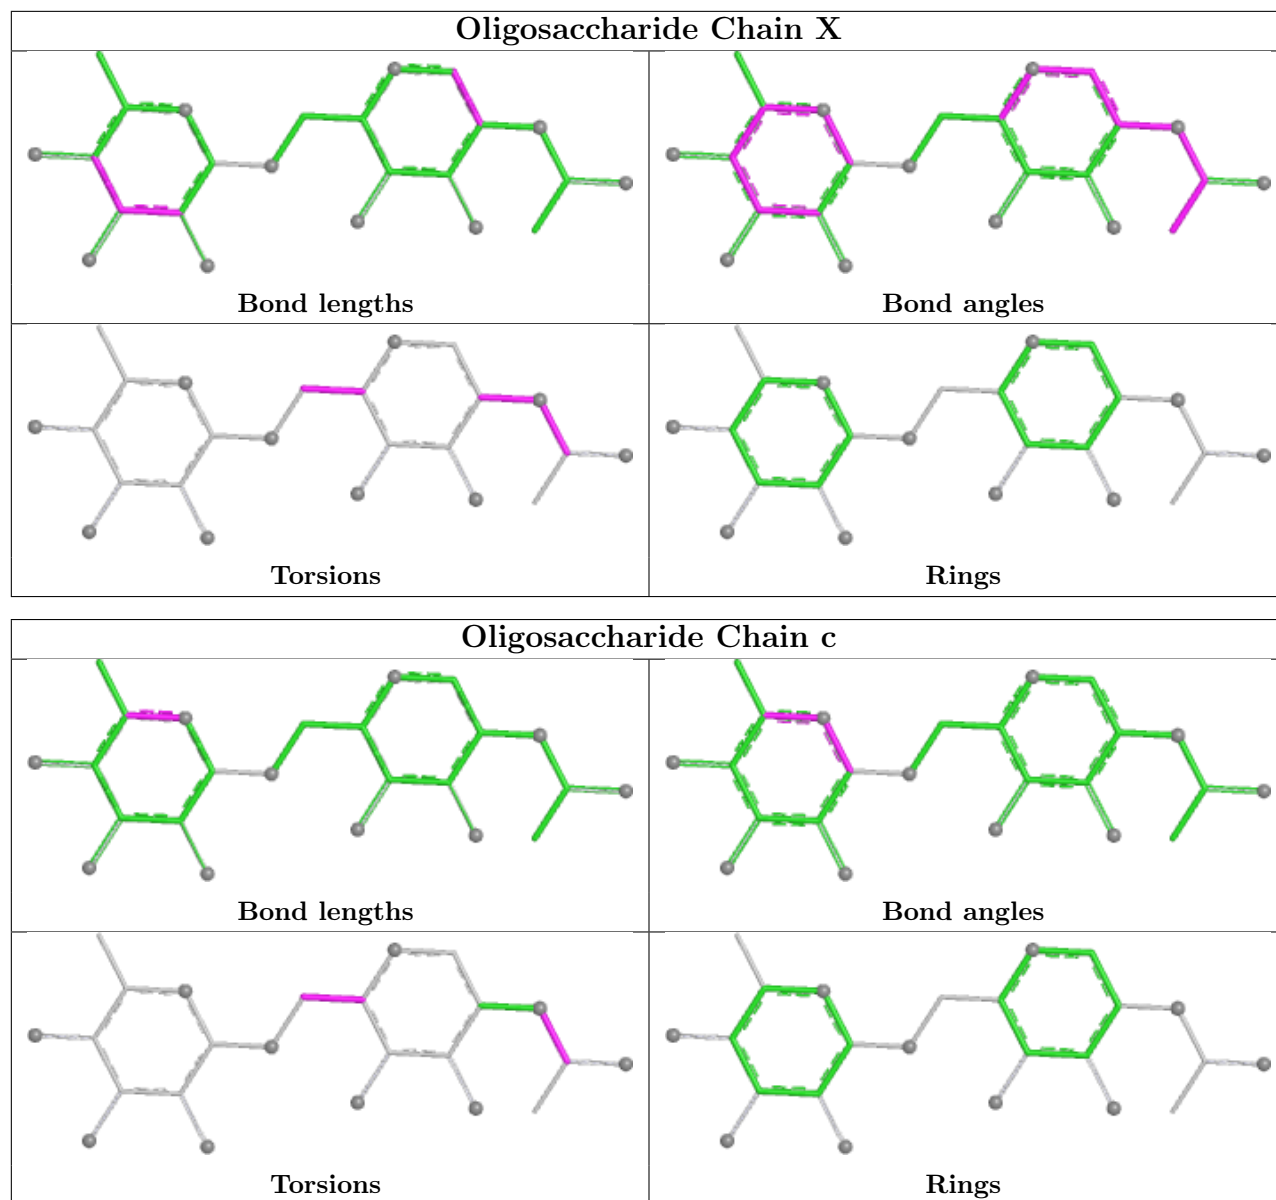 Oligosaccharide Chain X
Bond lengths
Bond angles
Torsions
Rings
Oligosaccharide Chain c
Bond lengths
Bond angles
Torsions
Rings